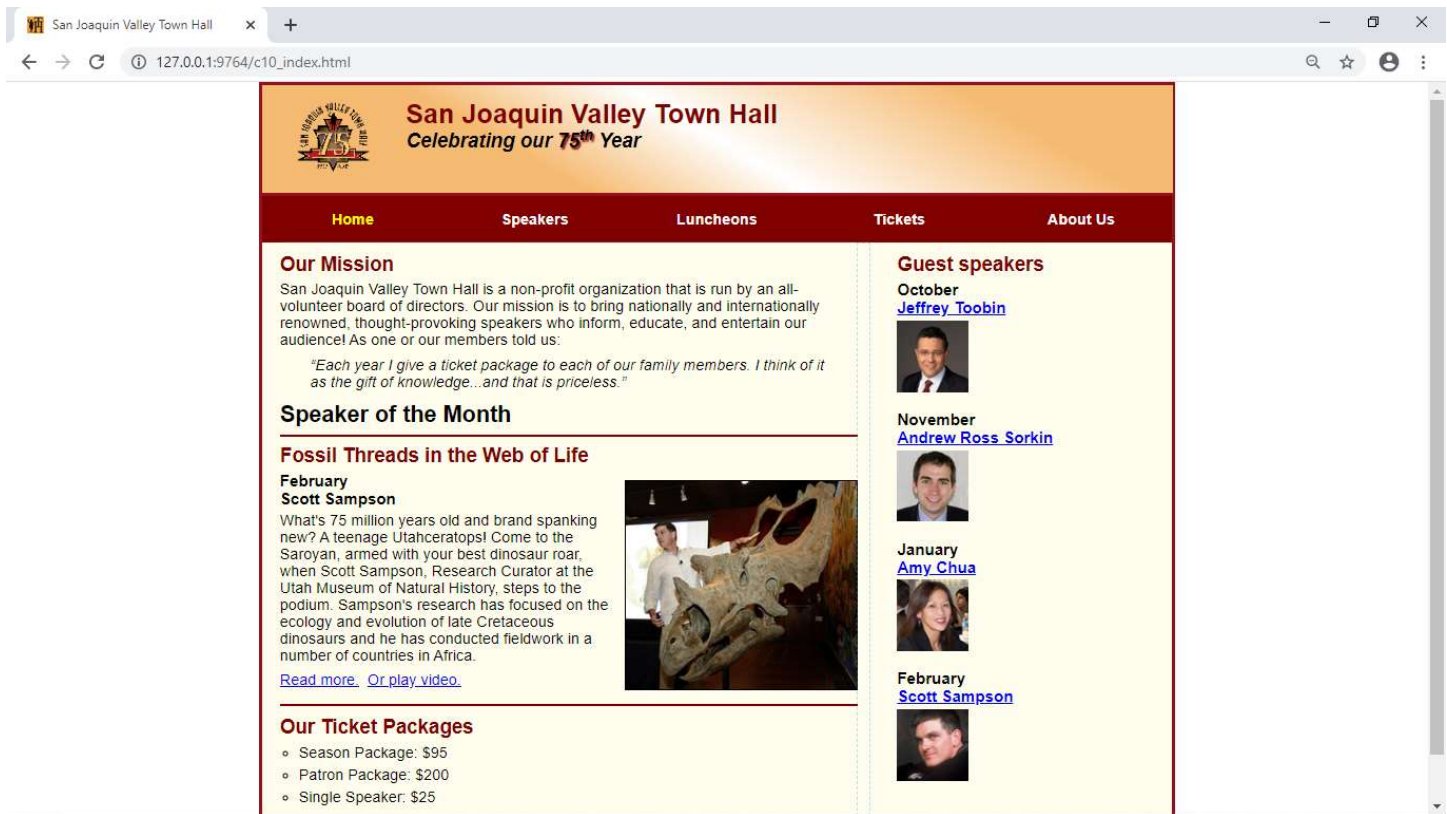 San Joaquin Valley Town Hall
127.0.0.1:9764/c10_index.html
SAN JOAQUIN VALLEY TOWN HALL
75
San Joaquin Valley Town Hall
Celebrating our 75th Year
Home Speakers Luncheons Tickets About Us
Our Mission
San Joaquin Valley Town Hall is a non-profit organization that is run by an all-
volunteer board of directors. Our mission is to bring nationally and internationally
renowned, thought-provoking speakers who inform, educate, and entertain our
audience! As one or our members told us:
“Each year I give a ticket package to each of our family members. I think of it
as the gift of knowledge...and that is priceless.”
Speaker of the Month
Fossil Threads in the Web of Life
February
Scott Sampson
What's 75 million years old and brand spanking
new? A teenage Utahceratops! Come to the
Saroyan, armed with your best dinosaur roar,
when Scott Sampson, Research Curator at the
Utah Museum of Natural History, steps to the
podium. Sampson's research has focused on the
ecology and evolution of late Cretaceous
dinosaurs and he has conducted fieldwork in a
number of countries in Africa.
Read more. Or play video.
Our Ticket Packages
Season Package: $95
Patron Package: $200
Single Speaker: $25
Guest speakers
October
Jeffrey Toobin
November
Andrew Ross Sorkin
January
Amy Chua
February
Scott Sampson